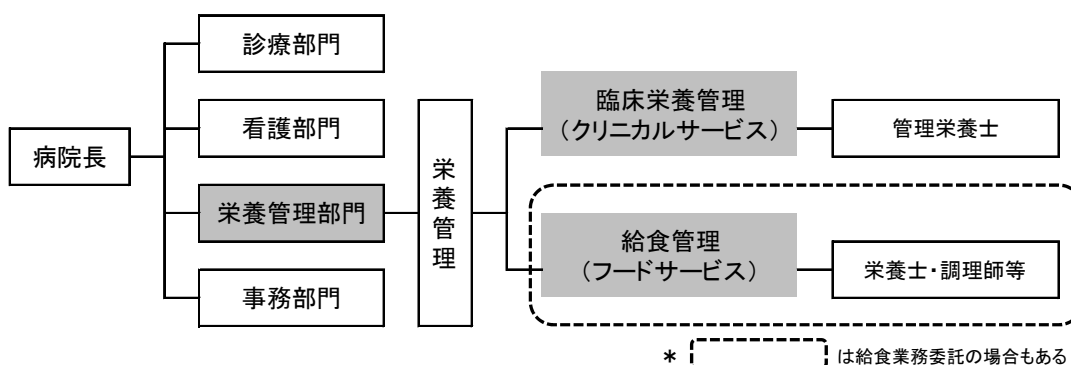 病院長
診療部門
看護部門
栄養管理部門
事務部門
栄養管理
臨床栄養管理
（クリニカルサービス）
管理栄養士
給食管理
（フードサービス）
栄養士・調理師等
＊
は給食業務委託の場合もある